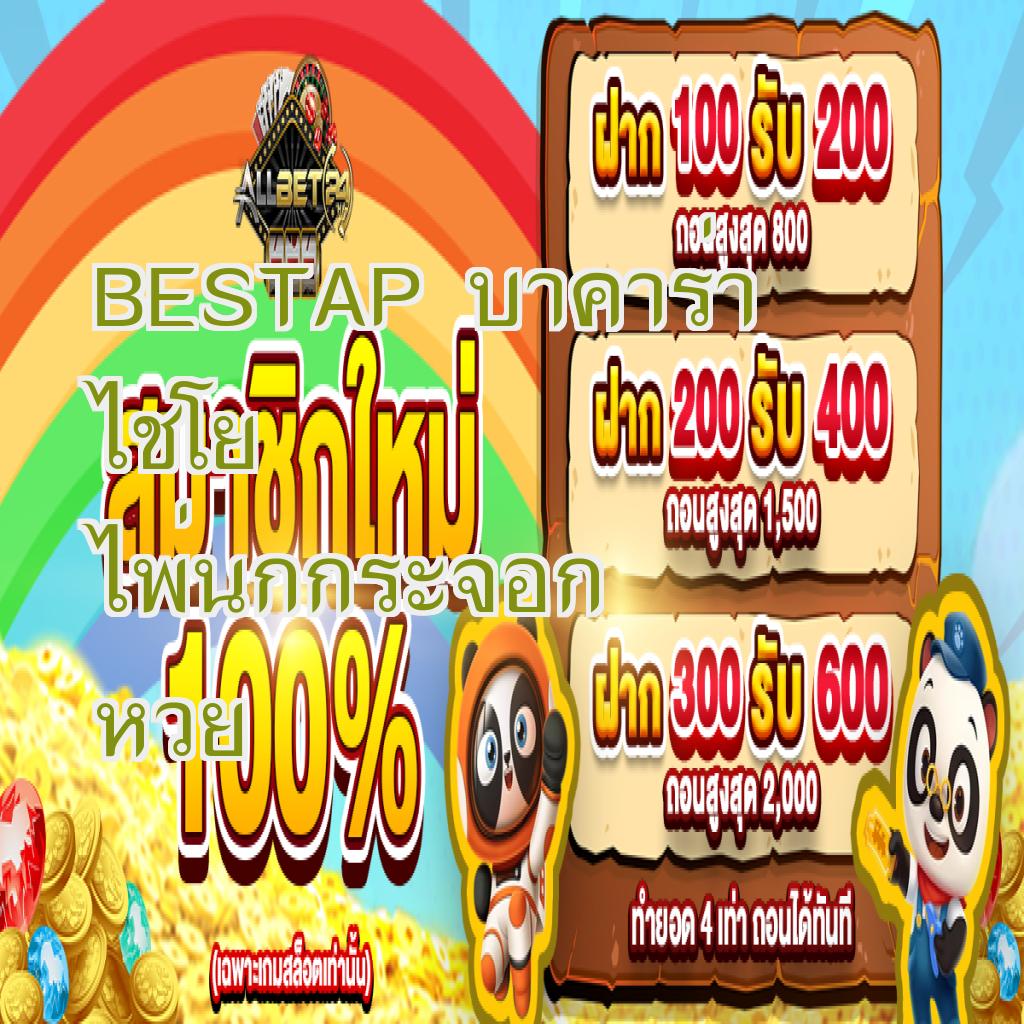 ALLBET24
BESTAP บาคาร่า
ไชโย
ไพ่นกกระจอก
หวย
สมาชิกใหม่
100%
(เฉพาะเกมสล็อตเท่านั้น)
ฝาก 100 รับ 200
ถอนสูงสุด 800
ฝาก 200 รับ 400
ถอนสูงสุด 1,500
ฝาก 300 รับ 600
ถอนสูงสุด 2,000
ทำยอด 4 เท่า ถอนได้ทันที